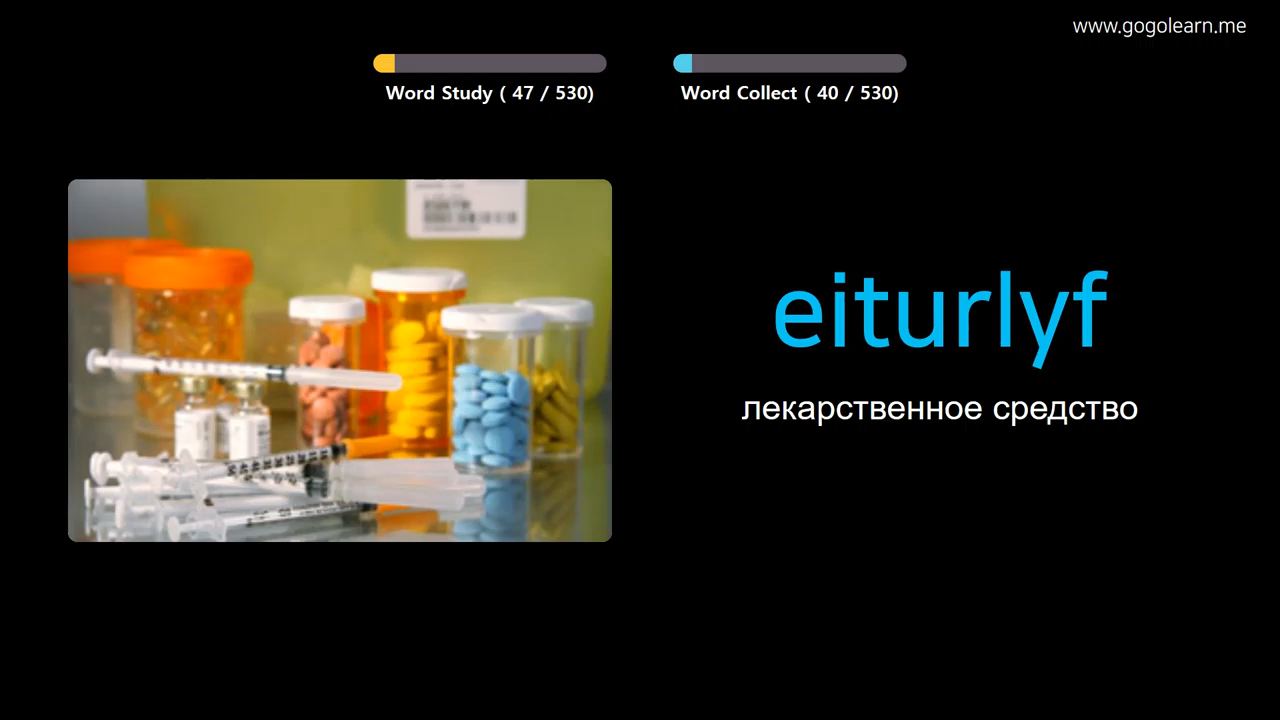 www.gogolearn.me
Word Study ( 47 / 530)
Word Collect ( 40 / 530)
eiturlyf
лекарственное средство